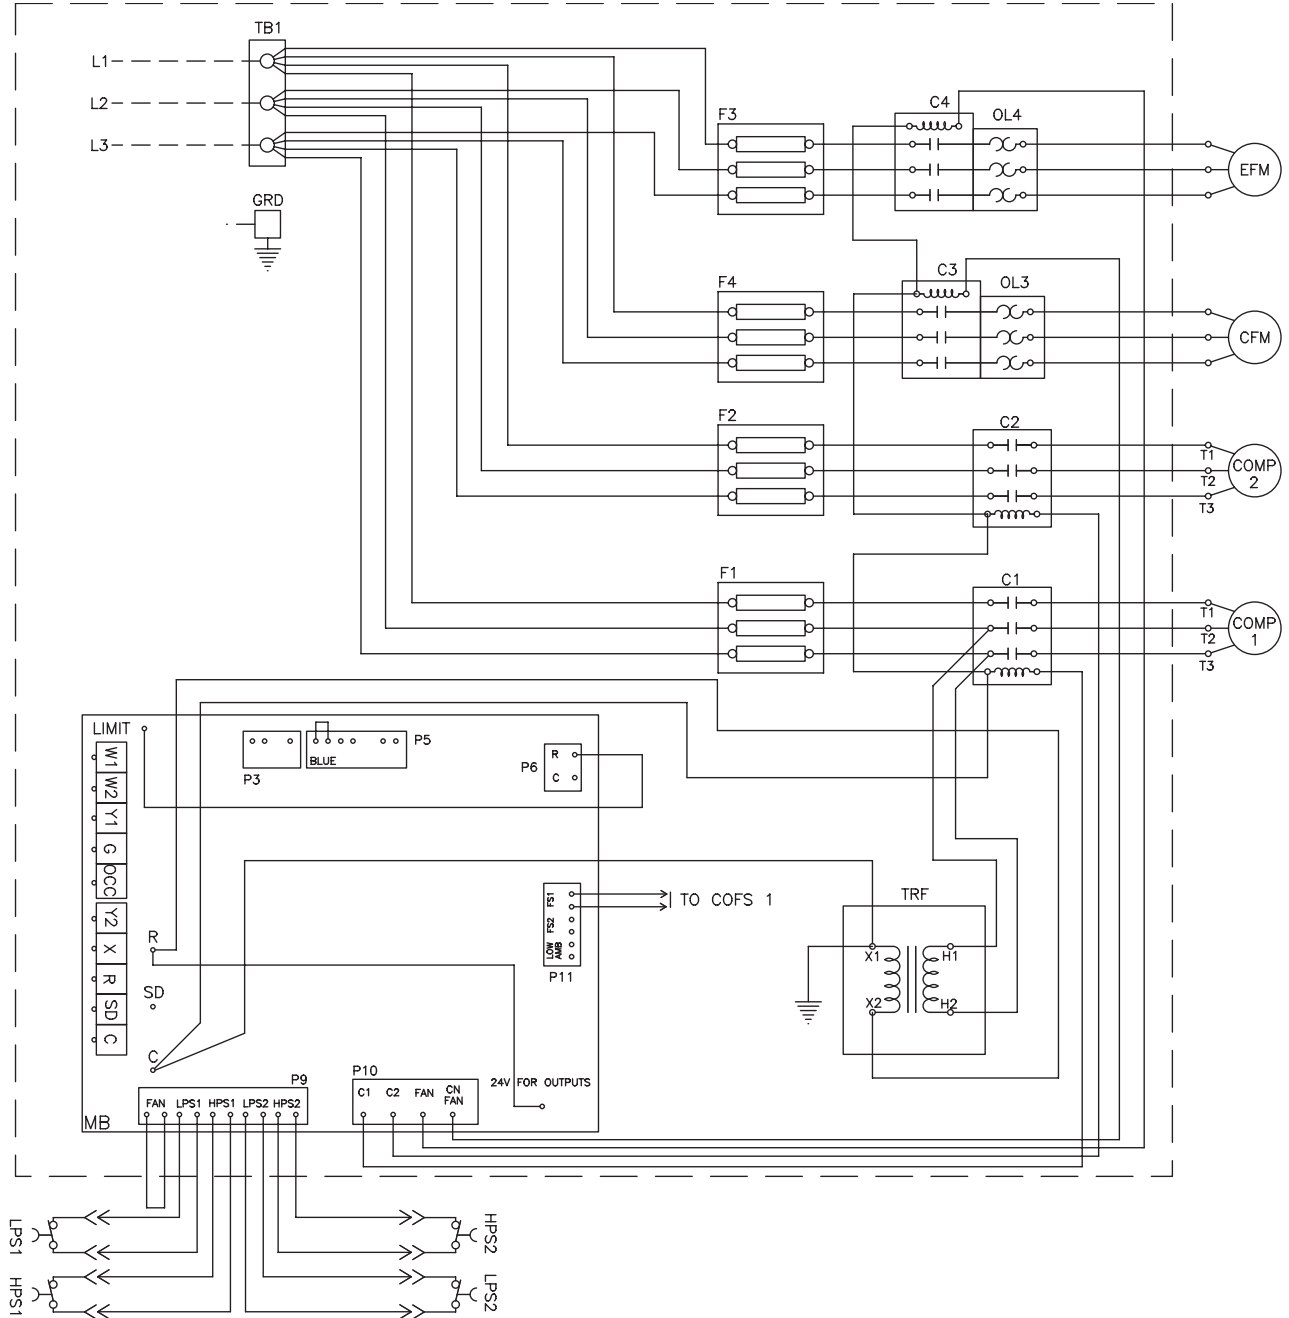 TB1
L1
L2
L3
GRD
F3
C4
OL4
EFM
F4
C3
OL3
CFM
F2
C2
T1
T2
T3
COMP
2
F1
C1
T1
T2
T3
COMP
1
LIMIT
W1
W2
Y1
G
OCC
Y2
X
R
SD
C
R
SD
C
P3
BLUE
P5
P6
R
C
FS1
FS2
LOW
AMB
P11
TO COFS 1
TRF
X1
H1
X2
H2
P9
FAN LPS1 HPS1 LPS2 HPS2
P10
C1 C2 FAN CN
FAN
24V FOR OUTPUTS
MB
LPS1
HPS2
HPS1
LPS2